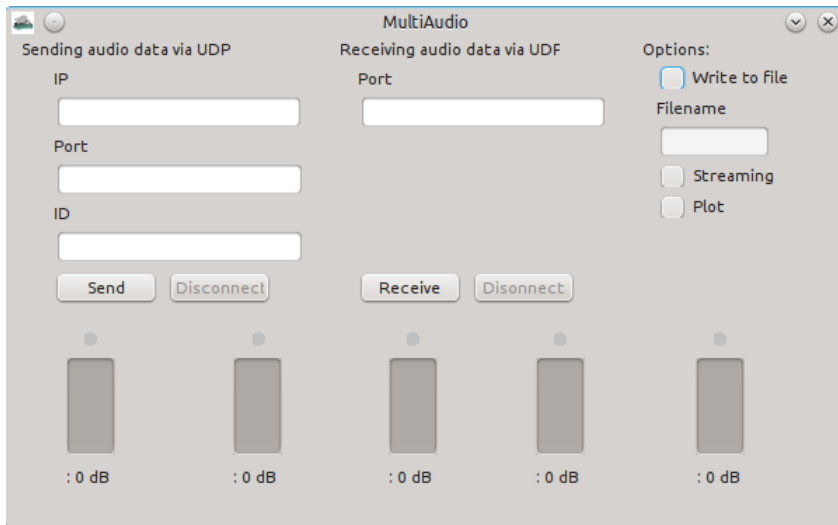 MultiAudio
Sending audio data via UDP
IP
Port
ID
Send Disconnect
Receiving audio data via UDF
Port
Receive Disonnect
Options:
Write to file
Filename
Streaming
Plot
: 0 dB : 0 dB : 0 dB : 0 dB : 0 dB